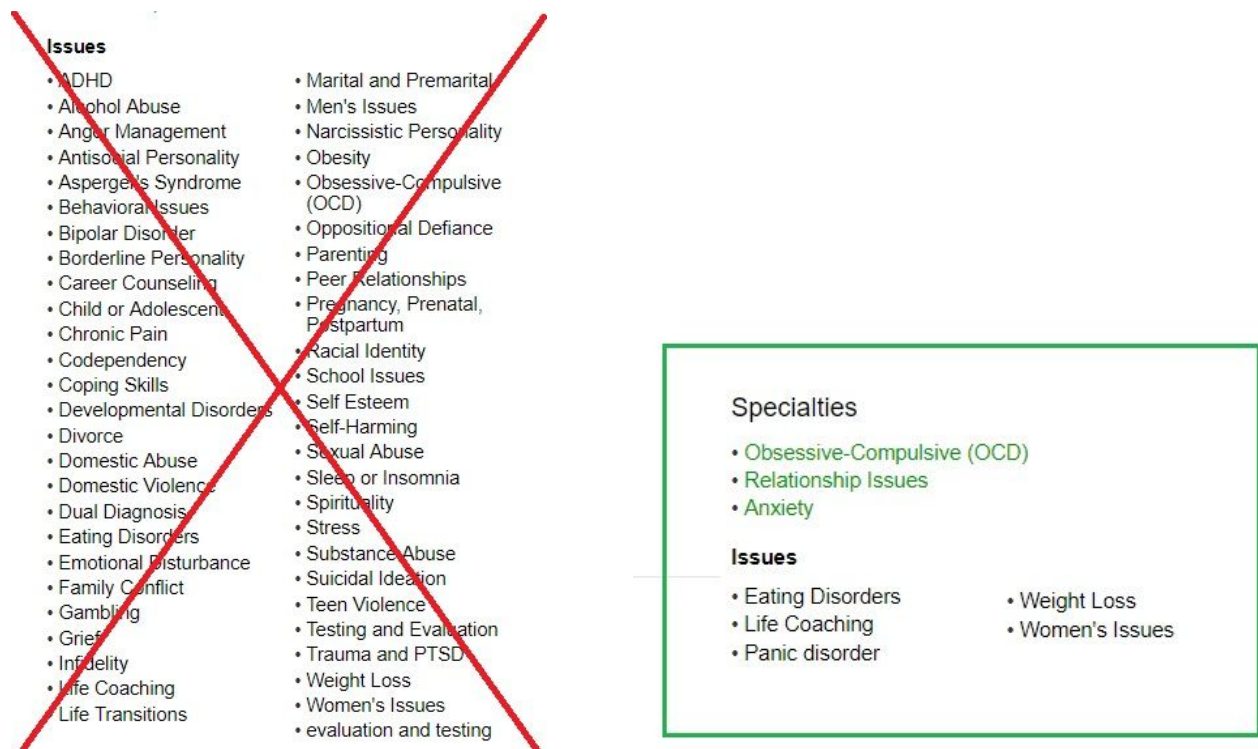 Issues
• ADHD
• Alcohol Abuse
• Anger Management
• Antisocial Personality
• Asperger's Syndrome
• Behavioral Issues
• Bipolar Disorder
• Borderline Personality
• Career Counseling
• Child or Adolescent
• Chronic Pain
• Codependency
• Coping Skills
• Developmental Disorders
• Divorce
• Domestic Abuse
• Domestic Violence
• Dual Diagnosis
• Eating Disorders
• Emotional Disturbance
• Family Conflict
• Gambling
• Grief
• Infidelity
• Life Coaching
• Life Transitions
• Marital and Premarital
• Men's Issues
• Narcissistic Personality
• Obesity
• Obsessive-Compulsive
(OCD)
• Oppositional Defiance
• Parenting
• Peer Relationships
• Pregnancy, Prenatal,
Postpartum
• Racial Identity
• School Issues
• Self Esteem
• Self-Harming
• Sexual Abuse
• Sleep or Insomnia
• Spirituality
• Stress
• Substance Abuse
• Suicidal Ideation
• Teen Violence
• Testing and Evaluation
• Trauma and PTSD
• Weight Loss
• Women's Issues
• evaluation and testing
Specialties
• Obsessive-Compulsive (OCD)
• Relationship Issues
• Anxiety
Issues
• Eating Disorders
• Life Coaching
• Panic disorder
• Weight Loss
• Women's Issues